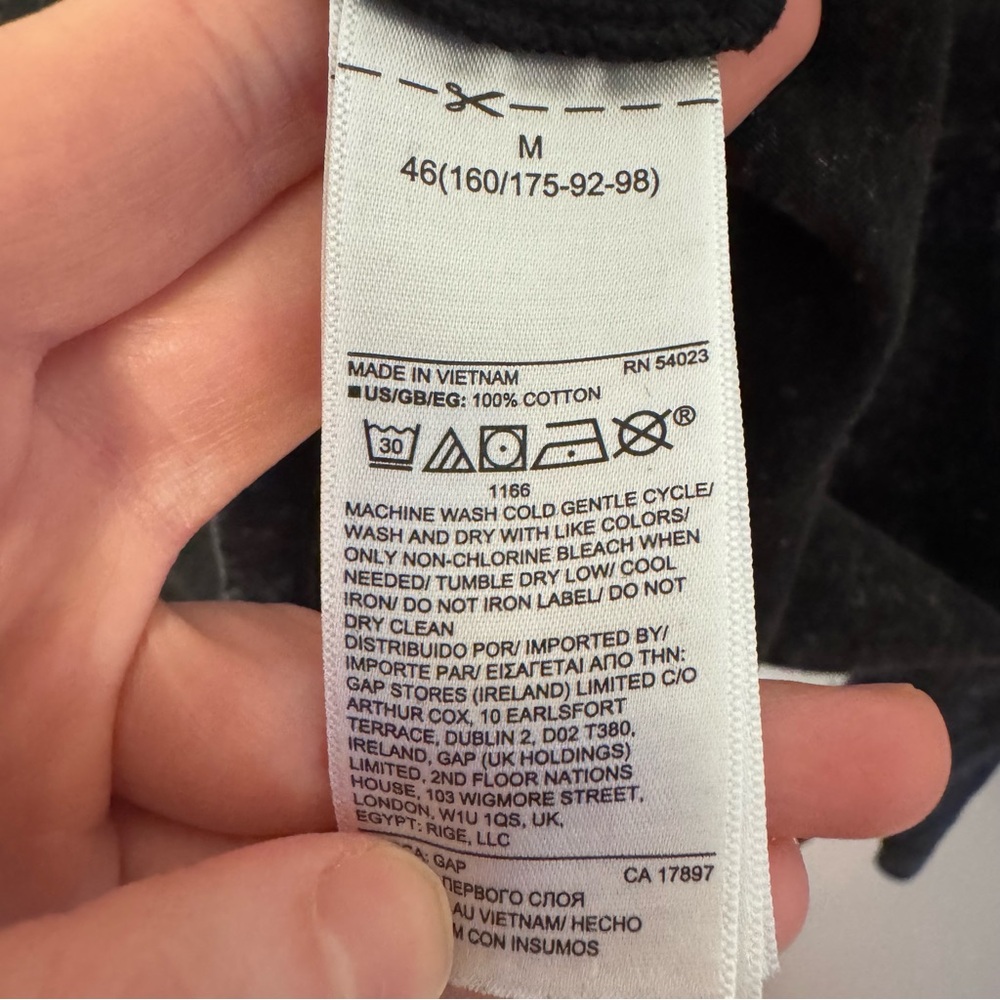 M
46(160/175-92-98)
MADE IN VIETNAM RN 54023
■US/GB/EG: 100% COTTON
30 ®
1166
MACHINE WASH COLD GENTLE CYCLE/
WASH AND DRY WITH LIKE COLORS/
ONLY NON-CHLORINE BLEACH WHEN
NEEDED/ TUMBLE DRY LOW/ COOL
IRON/ DO NOT IRON LABEL/ DO NOT
DRY CLEAN
DISTRIBUIDO POR/ IMPORTED BY/
IMPORTE PAR/ ΕΙΣΑΓΕΤΑΙ ΑΠΟ ΤΗΝ:
GAP STORES (IRELAND) LIMITED C/O
ARTHUR COX, 10 EARLSFORT
TERRACE, DUBLIN 2, D02 T380,
IRELAND, GAP (UK HOLDINGS)
LIMITED, 2ND FLOOR NATIONS
HOUSE, 103 WIGMORE STREET,
LONDON, W1U 1QS, UK,
EGYPT: RIGE, LLC
GAP CA 17897
ПЕРВОГО СЛОЯ
AU VIETNAM/ HECHO
CON INSUMOS